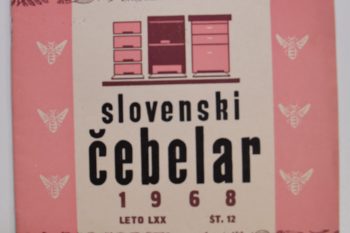 slovenski
čebelar
1968
LETO LXX ŠT. 12